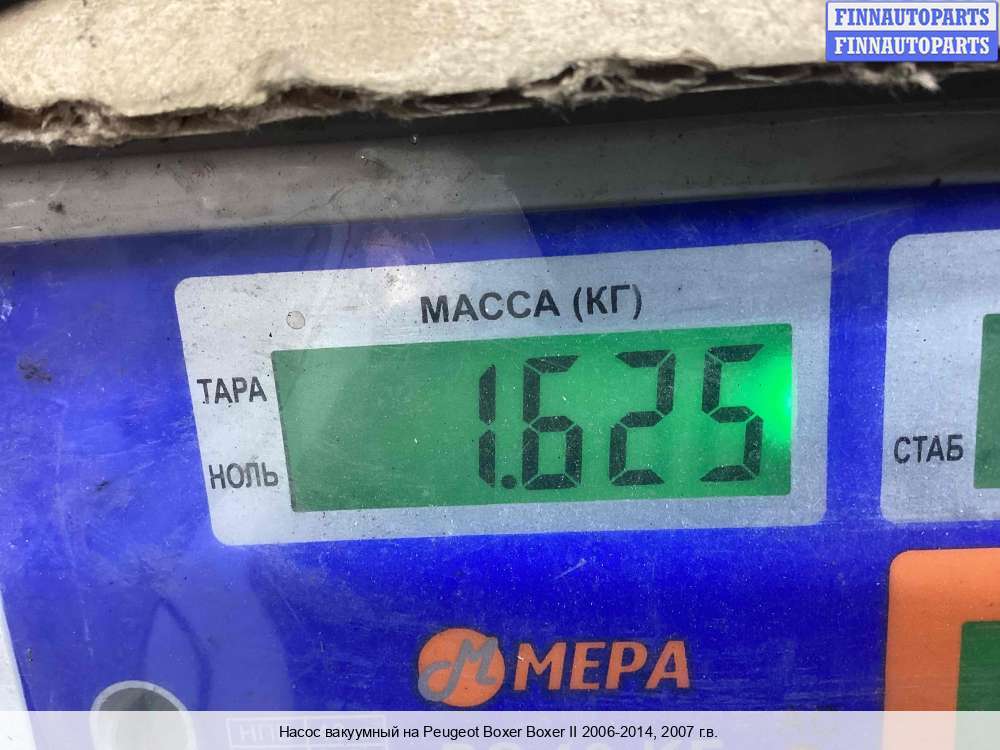 FINNAUTOPARTS
FINNAUTOPARTS
МАССА (КГ)
ТАРА
1.625
НОЛЬ
СТАБ
МЕРА
Насос вакуумный на Peugeot Boxer Boxer II 2006-2014, 2007 г.в.